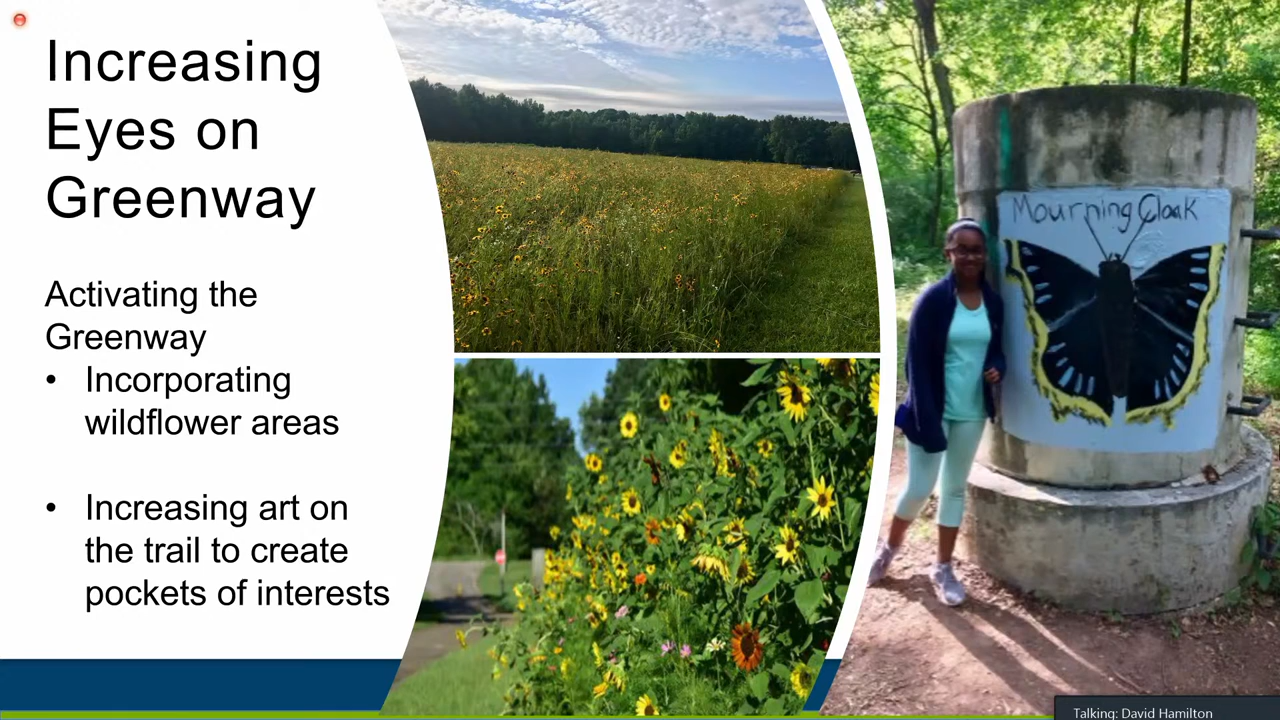 Increasing
Eyes on
Greenway
Activating the
Greenway
• Incorporating
wildflower areas
• Increasing art on
the trail to create
pockets of interests
Mourning Cloak
Talking: David Hamilton